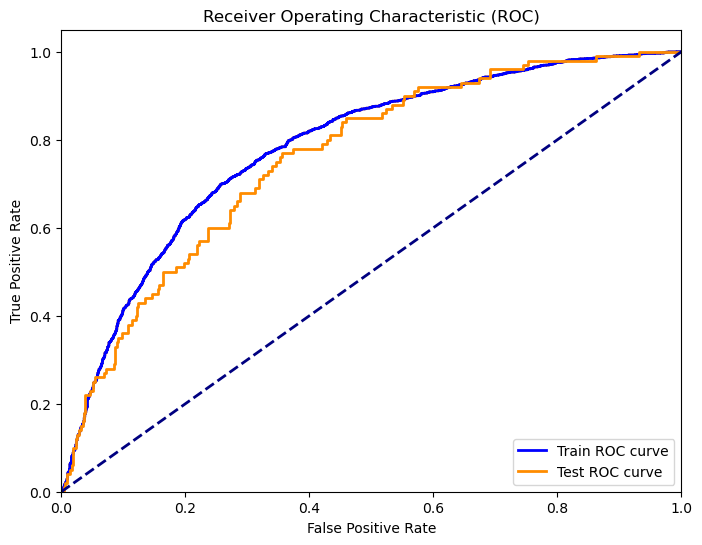 Receiver Operating Characteristic (ROC)
True Positive Rate
1.0
0.8
0.6
0.4
0.2
0.0
Train ROC curve
Test ROC curve
0.0 0.2 0.4 0.6 0.8 1.0
False Positive Rate